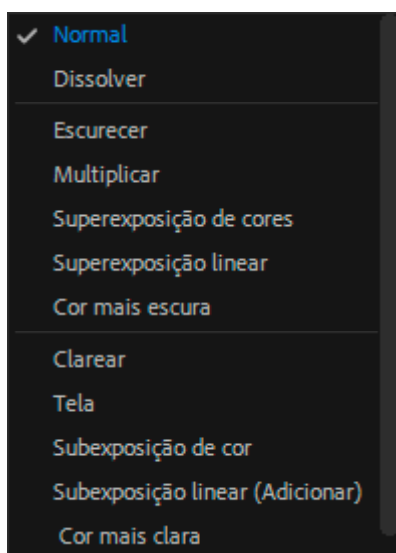 Normal
Dissolver
Escurecer
Multiplicar
Superexposição de cores
Superexposição linear
Cor mais escura
Clarear
Tela
Subexposição de cor
Subexposição linear (Adicionar)
Cor mais clara